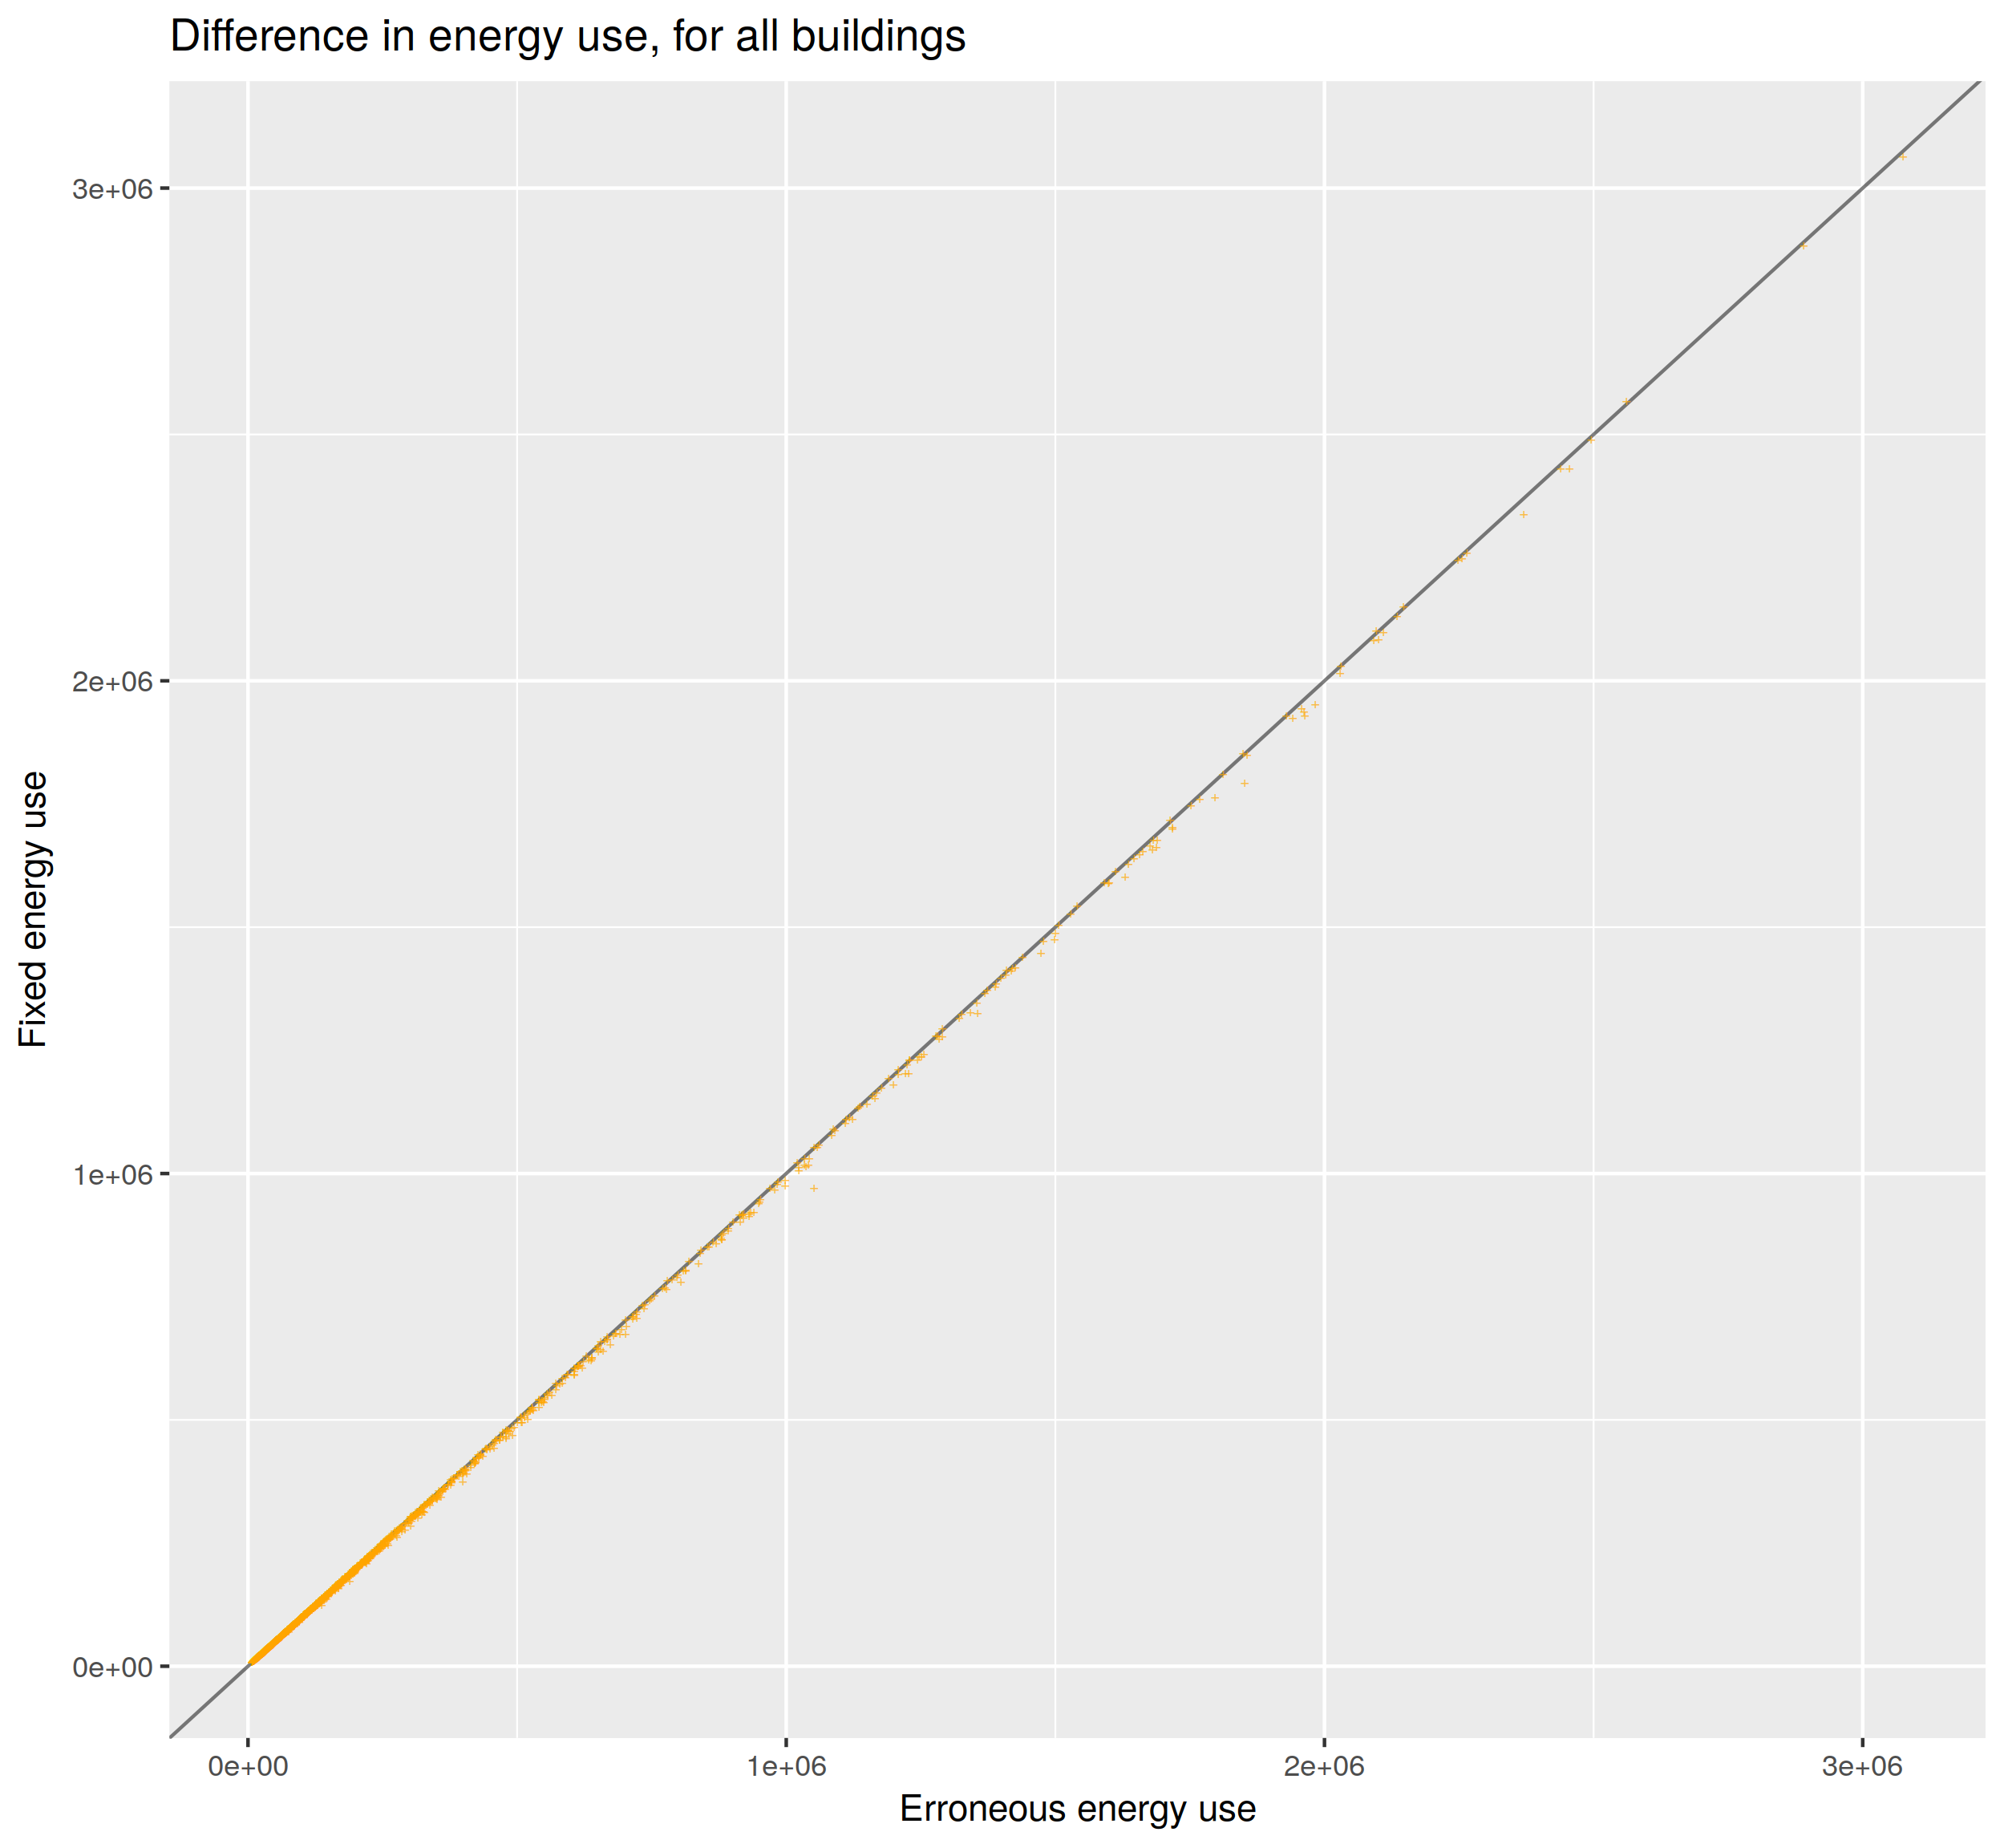 Difference in energy use, for all buildings
3e+06
2e+06
1e+06
0e+00
Fixed energy use
0e+00 1e+06 2e+06 3e+06
Erroneous energy use